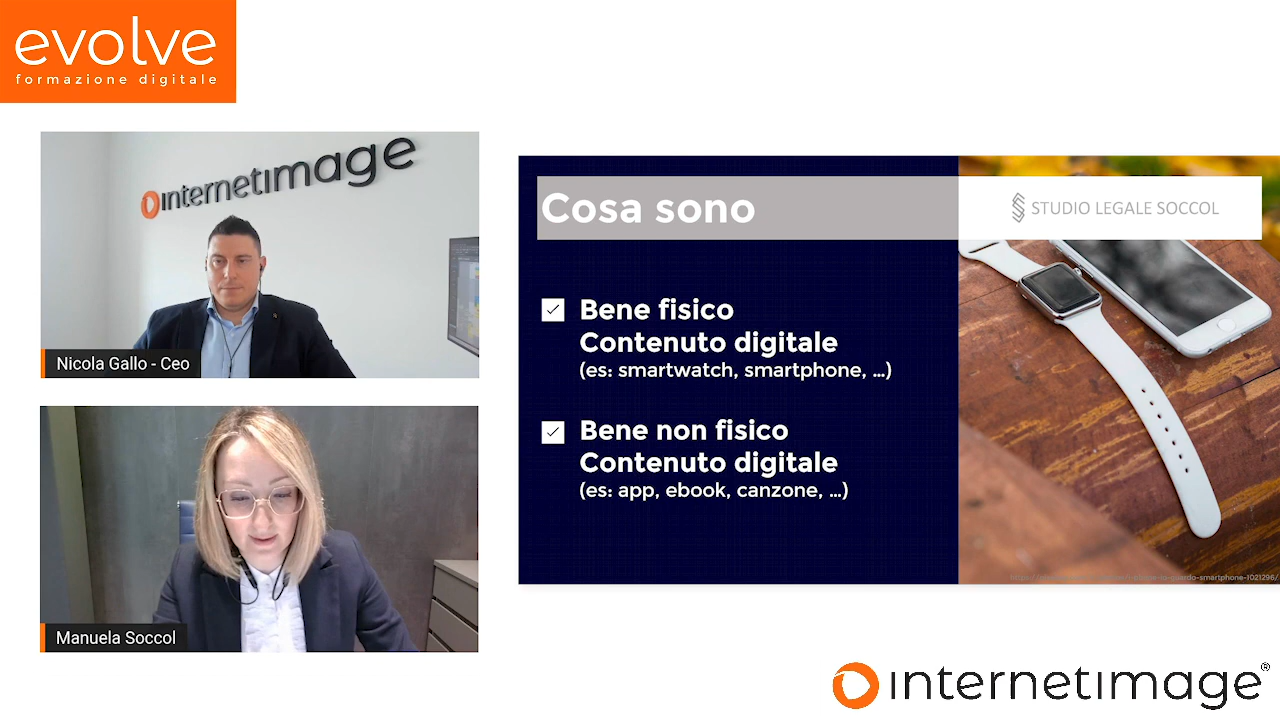 evolve
formazione digitale
internetimage
Nicola Gallo - Ceo
Manuela Soccol
Cosa sono
STUDIO LEGALE SOCCOL
Bene fisico
Contenuto digitale
(es: smartwatch, smartphone, ...)
Bene non fisico
Contenuto digitale
(es: app, ebook, canzone, ...)
internetimage®